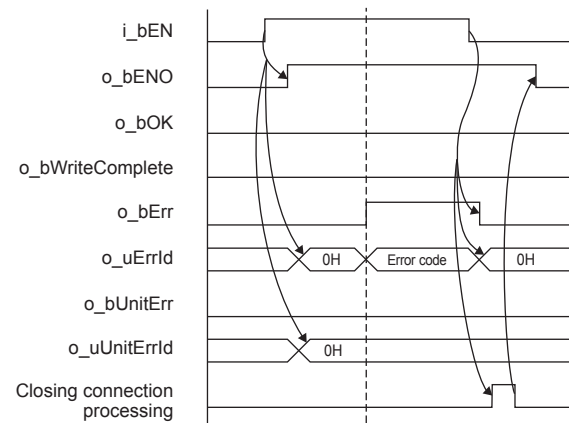 i_bEN
o_bENO
o_bOK
o_bWriteComplete
o_bErr
o_uErrId 0H Error code 0H
o_bUnitErr
o_uUnitErrId 0H
Closing connection
processing